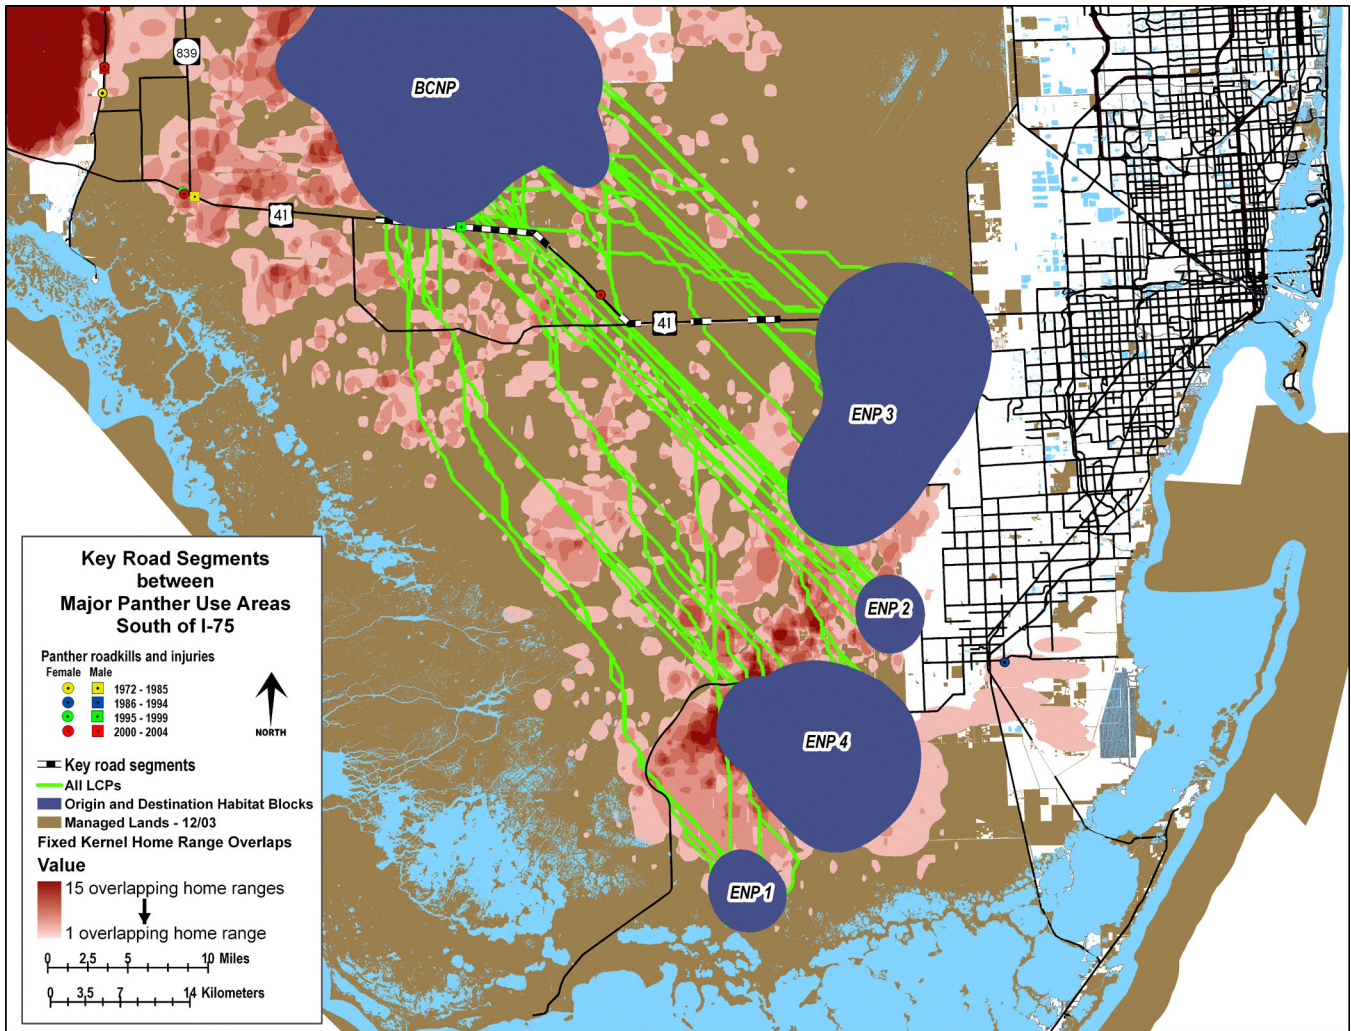 839
BCNP
41
41
ENP 3
ENP 2
ENP 4
ENP 1
Key Road Segments
between
Major Panther Use Areas
South of I-75
Panther roadkills and injuries
Female Male
1972 - 1985
1986 - 1994
1995 - 1999
2000 - 2004
NORTH
Key road segments
All LCPs
Origin and Destination Habitat Blocks
Managed Lands - 12/03
Fixed Kernel Home Range Overlaps
Value
15 overlapping home ranges
1 overlapping home range
0 2.5 5 10 Miles
0 3.5 7 14 Kilometers